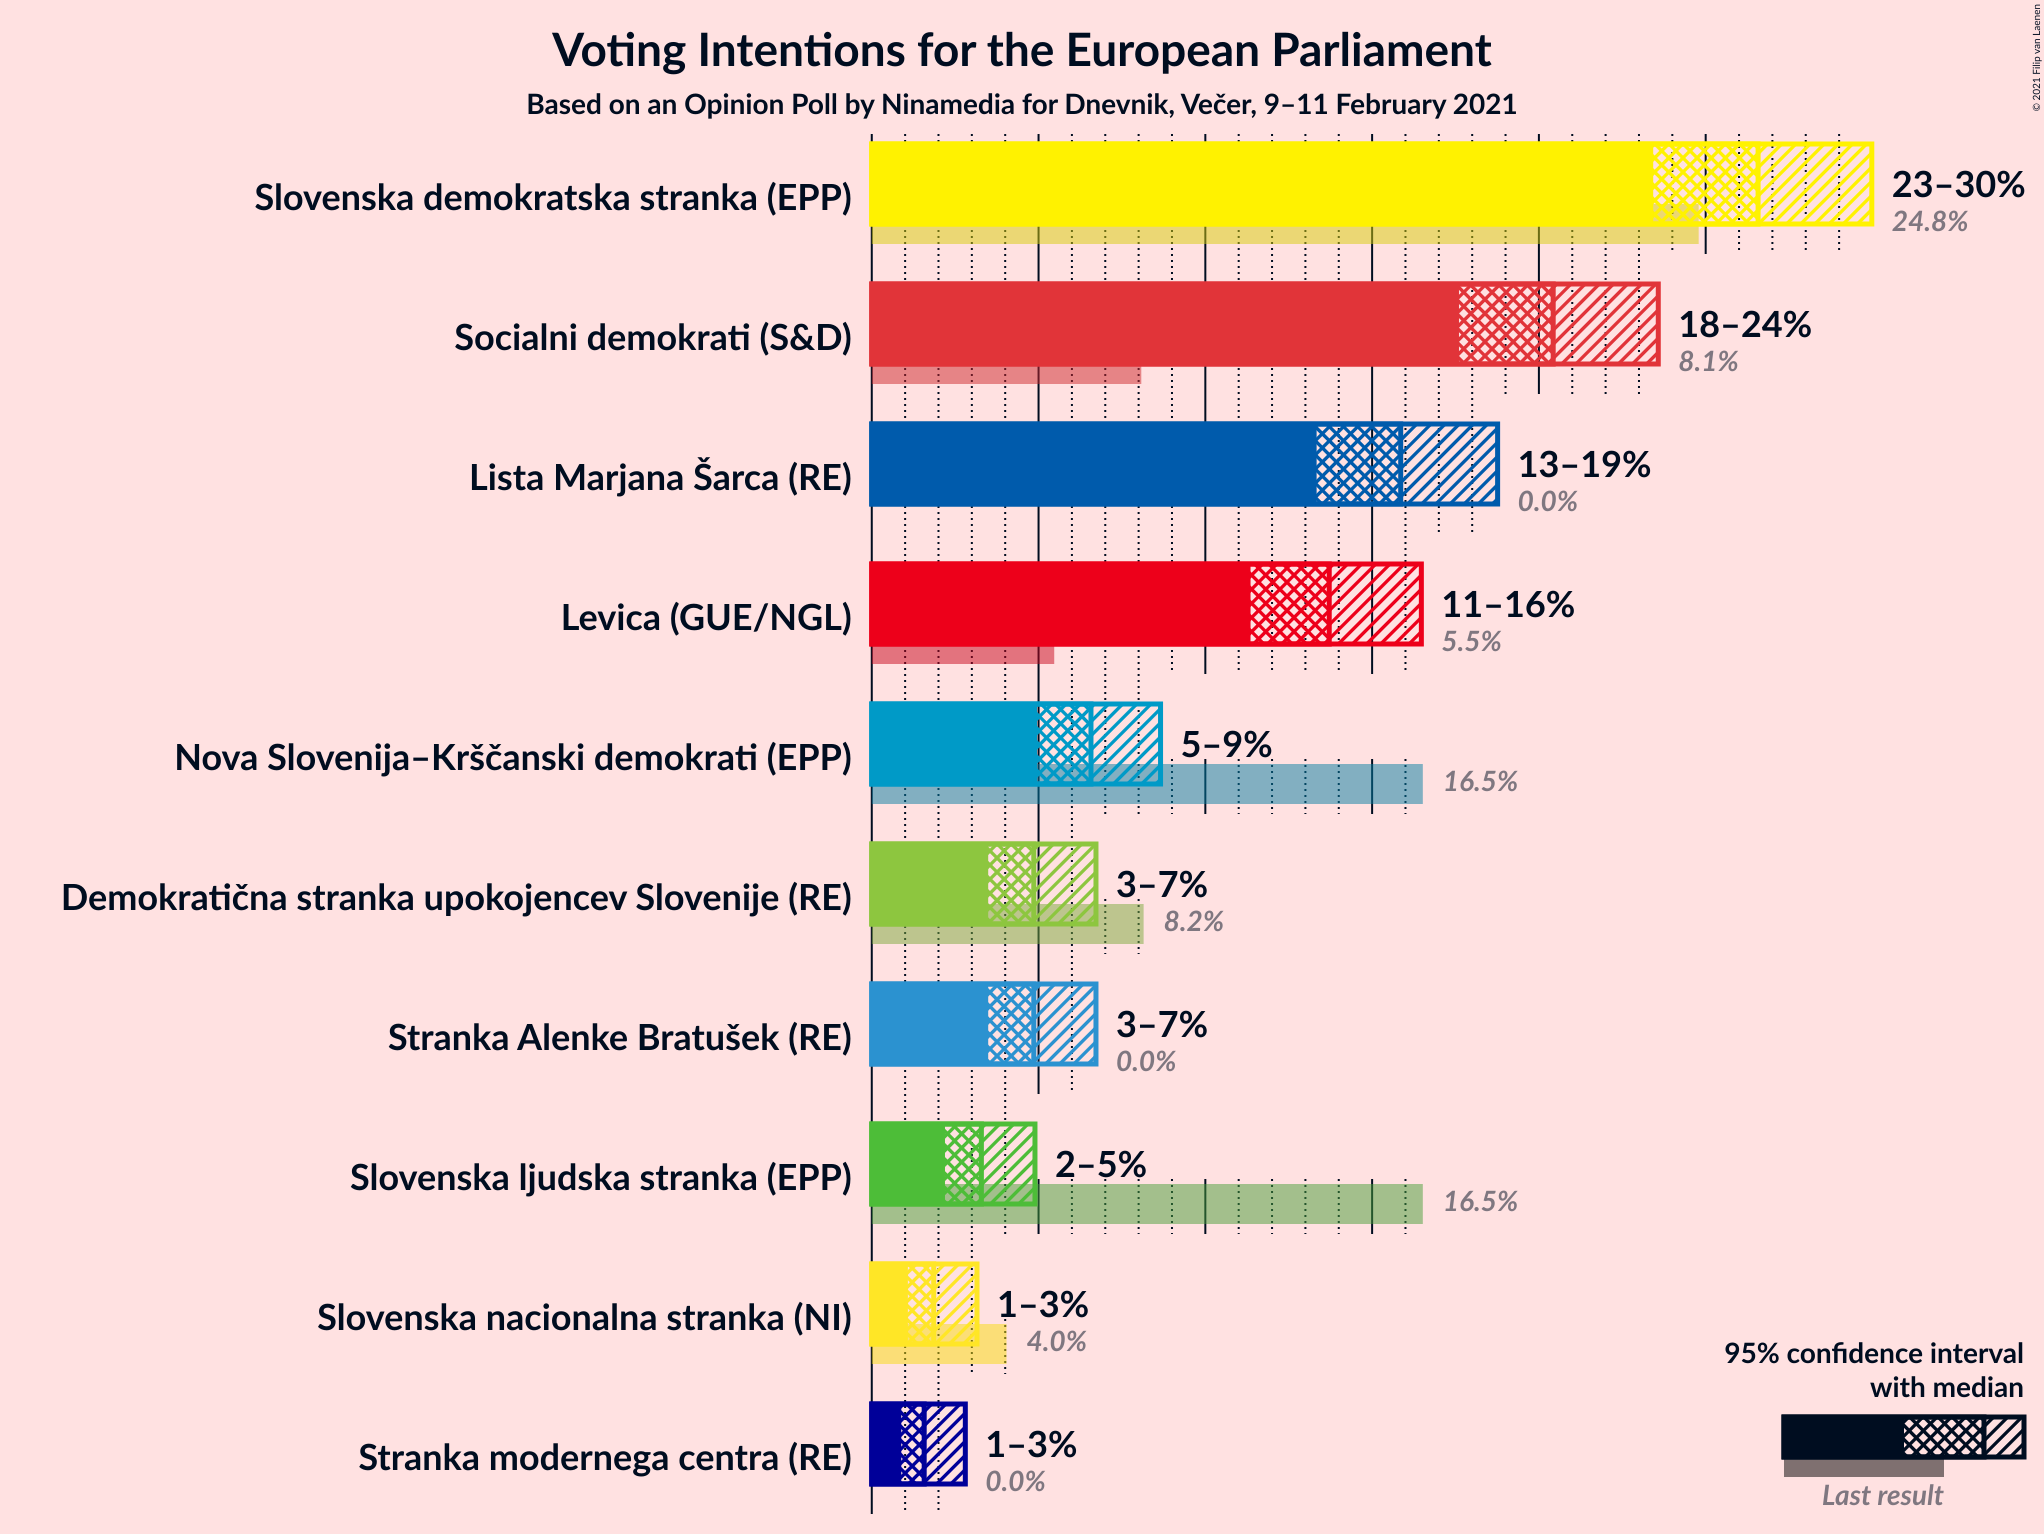 Voting Intentions for the European Parliament
Based on an Opinion Poll by Ninamedia for Dnevnik, Večer, 9–11 February 2021
© 2021 Filip van Laenen
Slovenska demokratska stranka (EPP)
23–30%
24.8%
Socialni demokrati (S&D)
18–24%
8.1%
Lista Marjana Šarca (RE)
13–19%
0.0%
Levica (GUE/NGL)
11–16%
5.5%
Nova Slovenija–Krščanski demokrati (EPP)
5–9%
16.5%
Demokratična stranka upokojencev Slovenije (RE)
3–7%
8.2%
Stranka Alenke Bratušek (RE)
3–7%
0.0%
Slovenska ljudska stranka (EPP)
2–5%
16.5%
Slovenska nacionalna stranka (NI)
1–3%
4.0%
Stranka modernega centra (RE)
1–3%
0.0%
95% confidence interval
with median
Last result